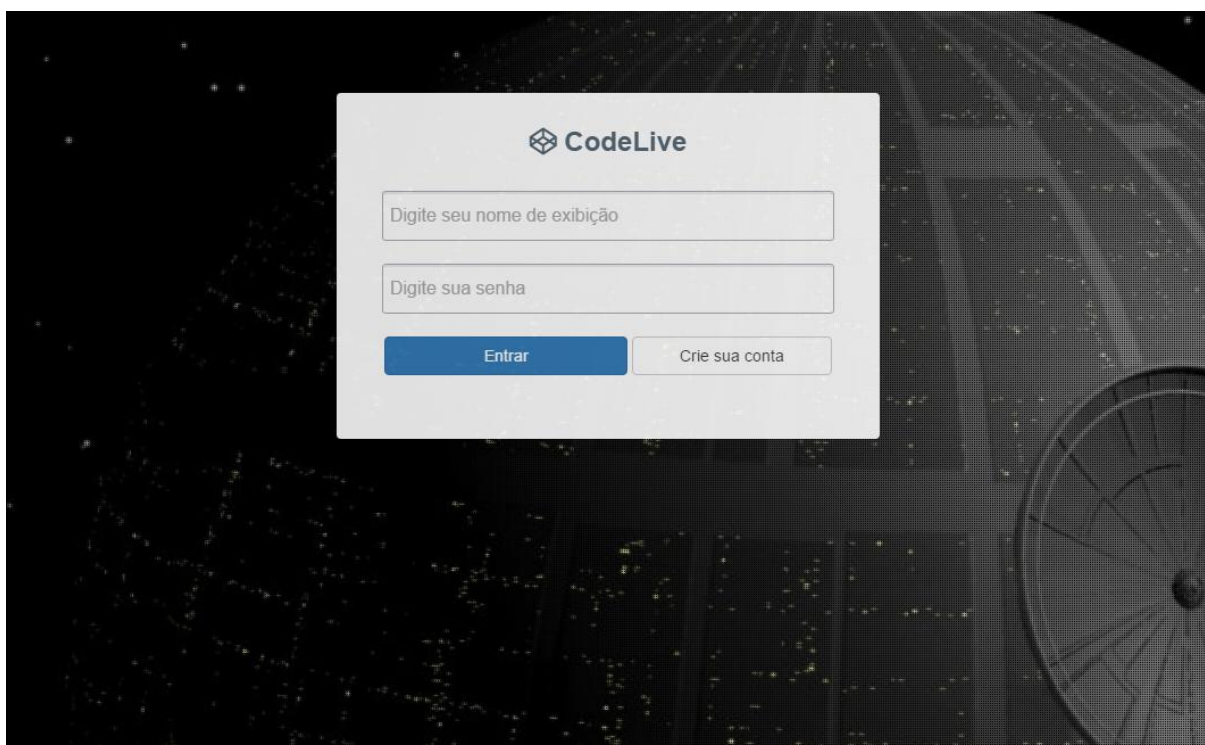 CodeLive
Digite seu nome de exibição
Digite sua senha
Entrar
Crie sua conta